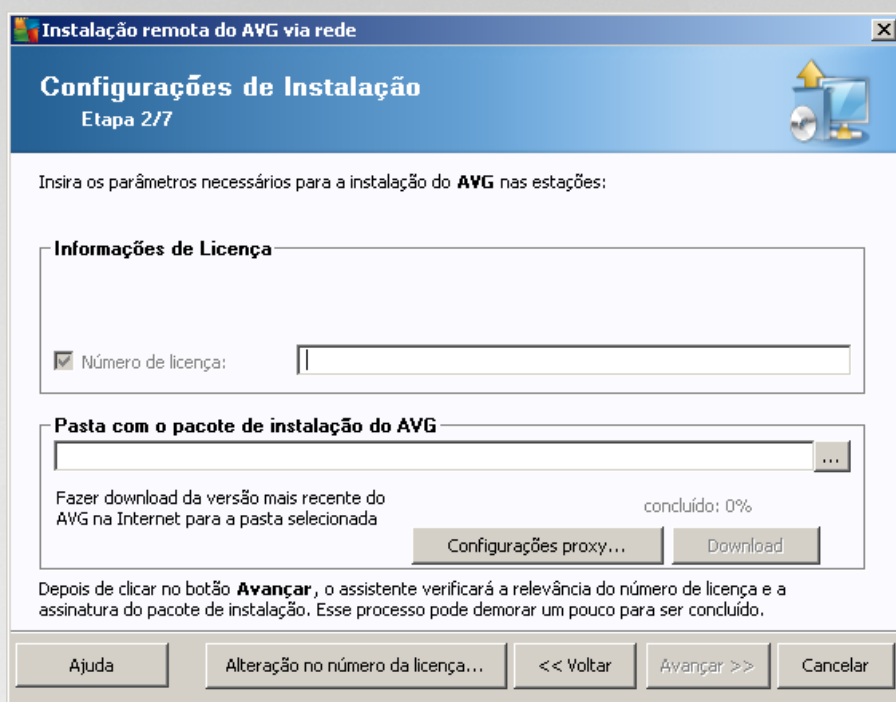 Instalação remota do AVG via rede
Configurações de Instalação
Etapa 2/7
Insira os parâmetros necessários para a instalação do AVG nas estações:
Informações de Licença
Número de licença:
Pasta com o pacote de instalação do AVG
...
Fazer download da versão mais recente do
AVG na Internet para a pasta selecionada
concluído: 0%
Configurações proxy...
Download
Depois de clicar no botão Avançar, o assistente verificará a relevância do número de licença e a
assinatura do pacote de instalação. Esse processo pode demorar um pouco para ser concluído.
Ajuda
Alteração no número da licença...
<< Voltar
Avançar >>
Cancelar